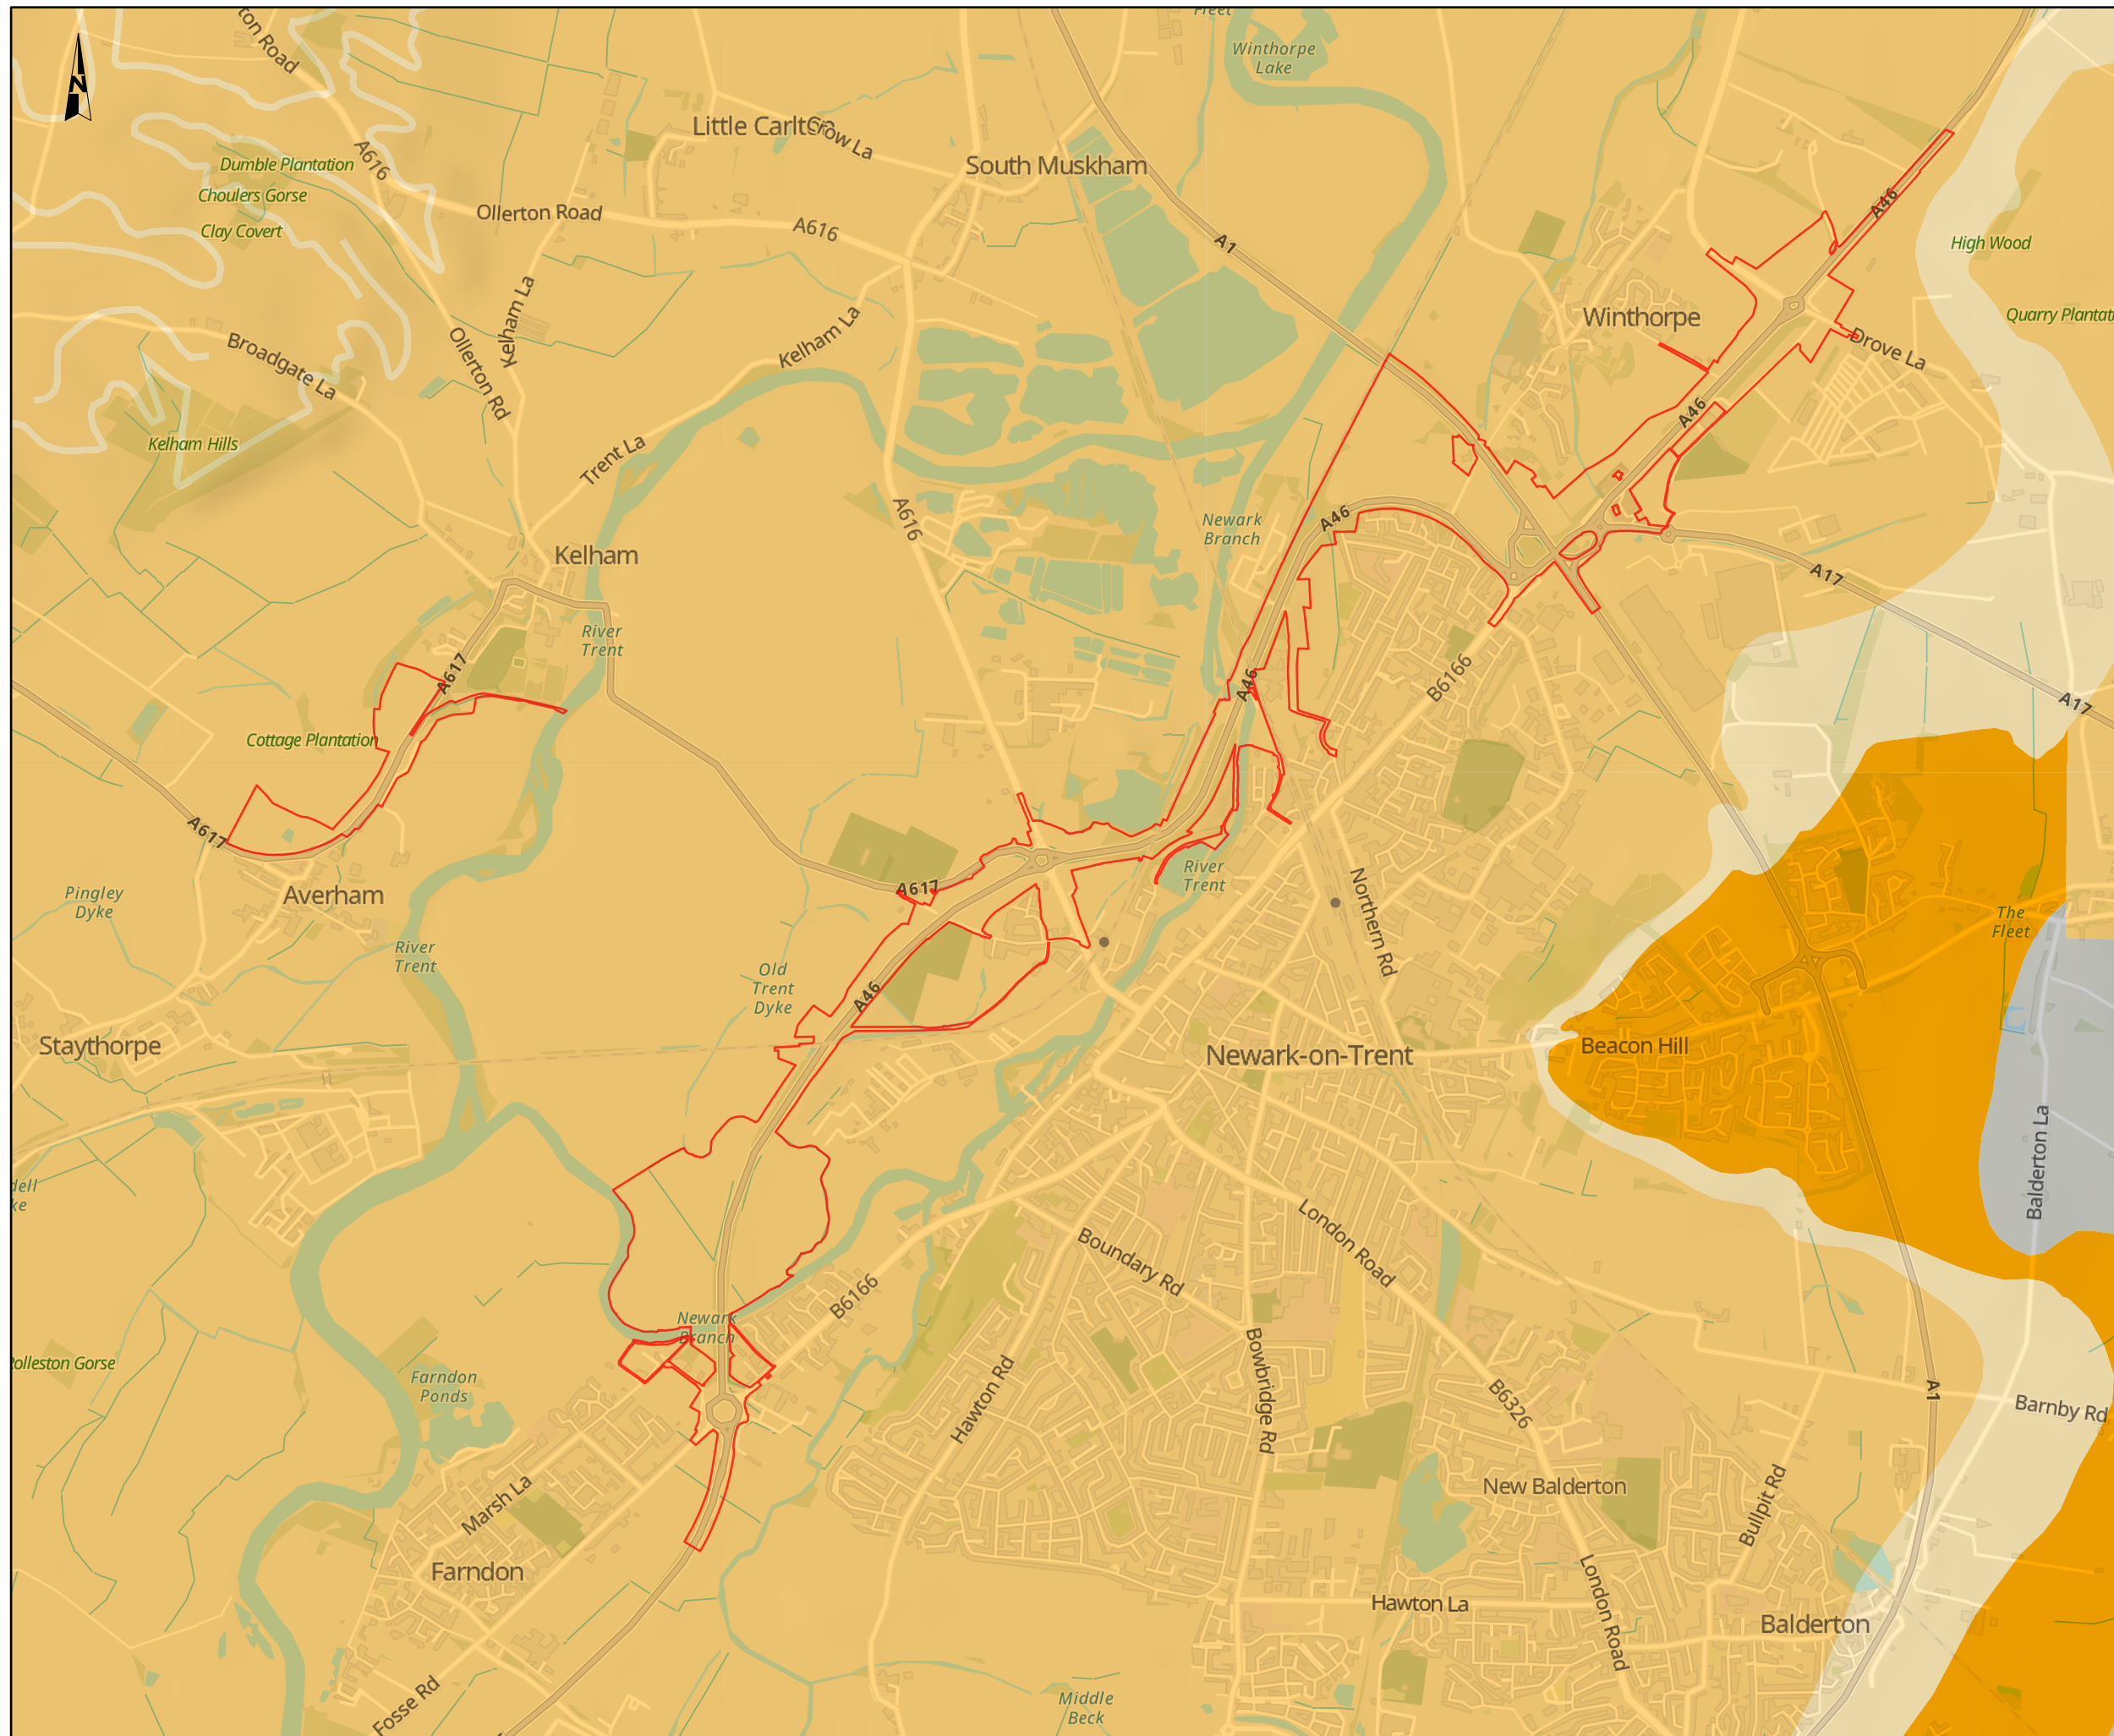 Fleet
Winthorpe
Lake
N
Little Carlton
Crow La
South Muskham
Dumble Plantation
Choulers Gorse
Clay Covert
A616
Ollerton Road
A616
A1
A46
High Wood
Winthorpe
Drove La
Kelham La
Kelham La
Broadgate La
Ollerton Rd
Kelham Hills
Trent La
A616
A46
A46
Newark
Branch
Kelham
A17
River
Trent
A617
A46
B6166
A17
Cottage Plantation
A617
Averham
A617
River
Trent
Northern Rd
Pingley
Dyke
River
Trent
Old
Trent
Dyke
A46
The
Fleet
Staythorpe
Newark-on-Trent
Beacon Hill
Balderton La
London Road
Boundary Rd
B6166
Newark
Branch
Farndon
Ponds
Hawton Rd
Bowbridge Rd
B6326
A1
Barnby Rd
New Balderton
Bullpit Rd
Marsh La
Farndon
Hawton La
London Road
Balderton
Fosse Rd
Middle
Beck